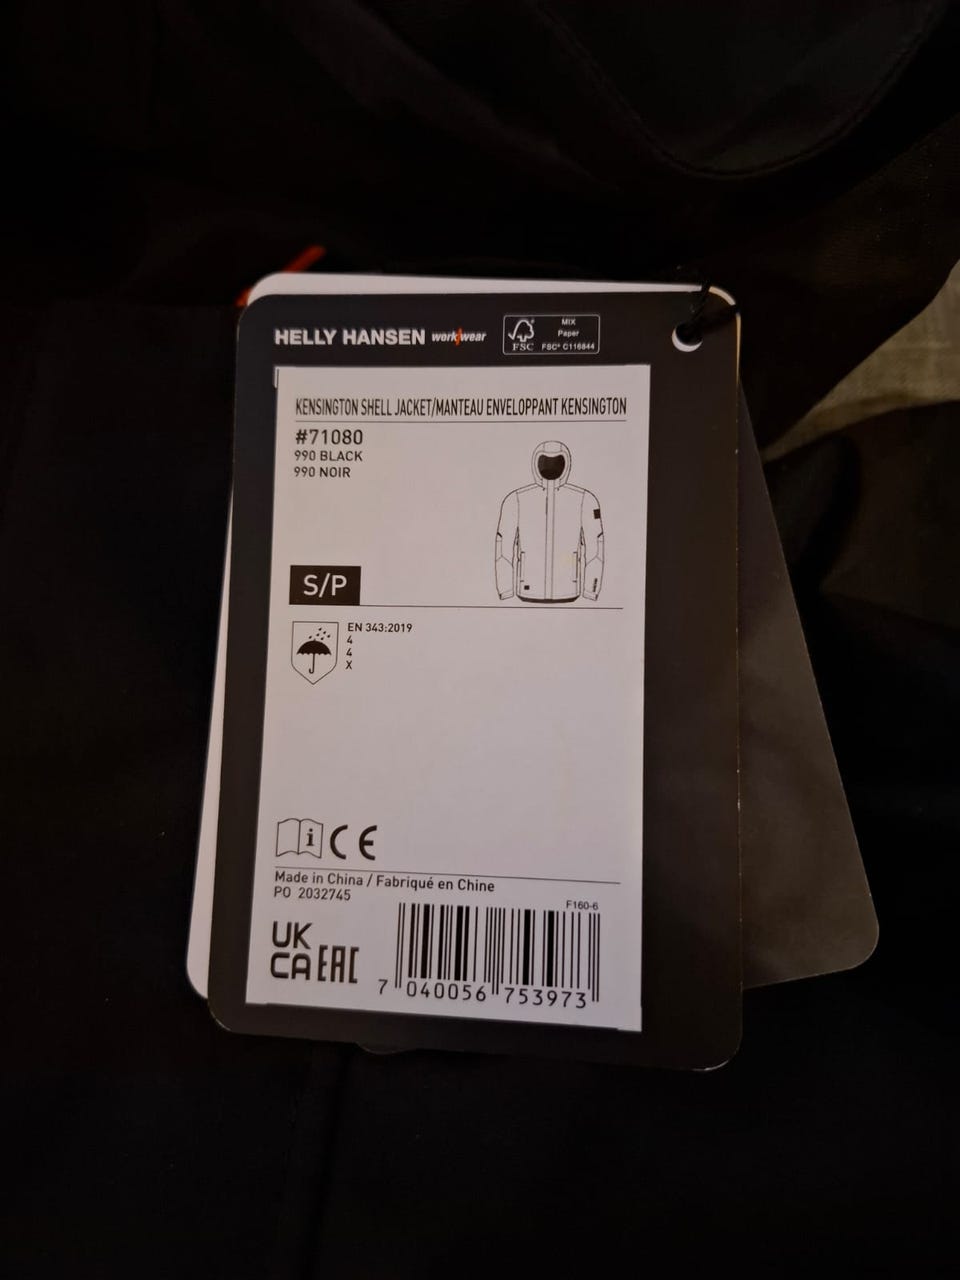 HELLY HANSEN workwear
FSC
MIX
Paper
FSC® C116844
KENSINGTON SHELL JACKET/MANTEAU ENVELOPPANT KENSINGTON
#71080
990 BLACK
990 NOIR
S/P
EN 343:2019
4
4
X
i CE
Made in China / Fabriqué en Chine
PO 2032745
F160-6
UK
CA EAC
7 040056 753973